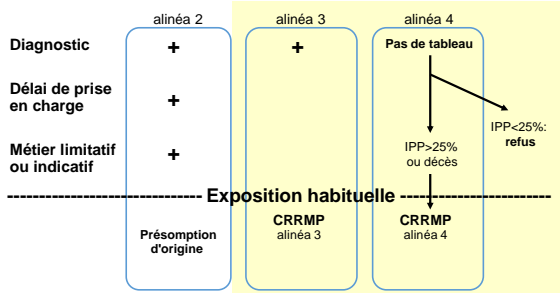 alinéa 2 alinéa 3 alinéa 4
Diagnostic + + Pas de tableau
Délai de prise
en charge +
IPP<25%:
refus
Métier limitatif
ou indicatif +
IPP>25%
ou décès
Exposition habituelle
Présomption
d'origine
CRRMP
alinéa 3
CRRMP
alinéa 4